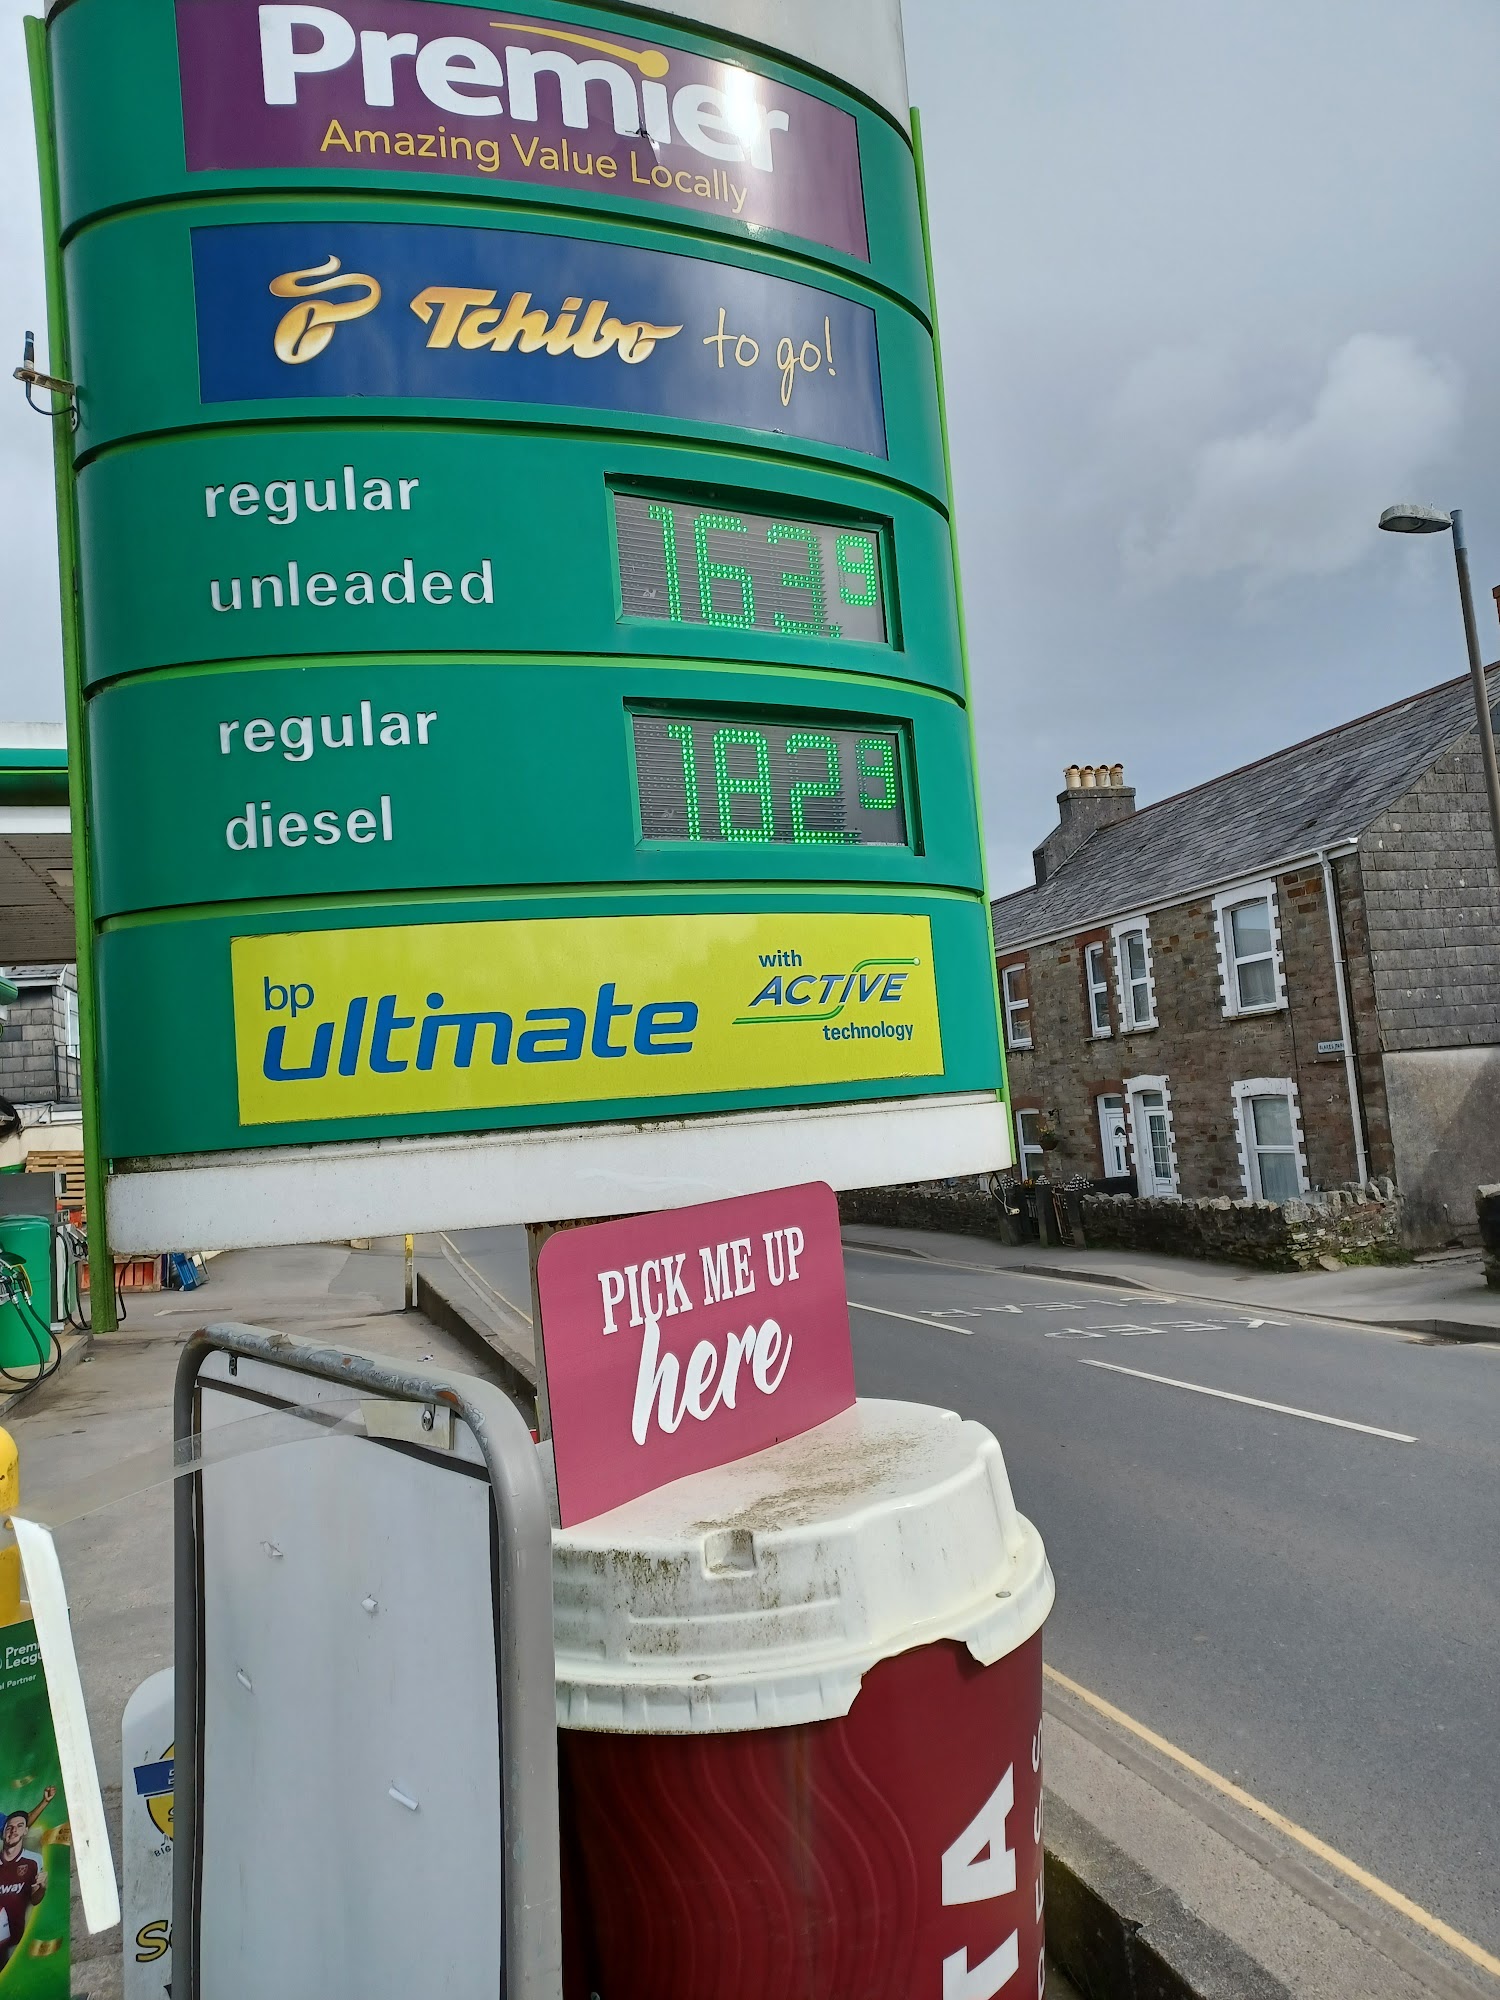 Premier
Amazing Value Locally
Tchibo to go!
regular
unleaded
163.9
regular
diesel
182.9
bp
ultimate
with
ACTIVE
technology
PICK ME UP
here
KEEP
CLEAR